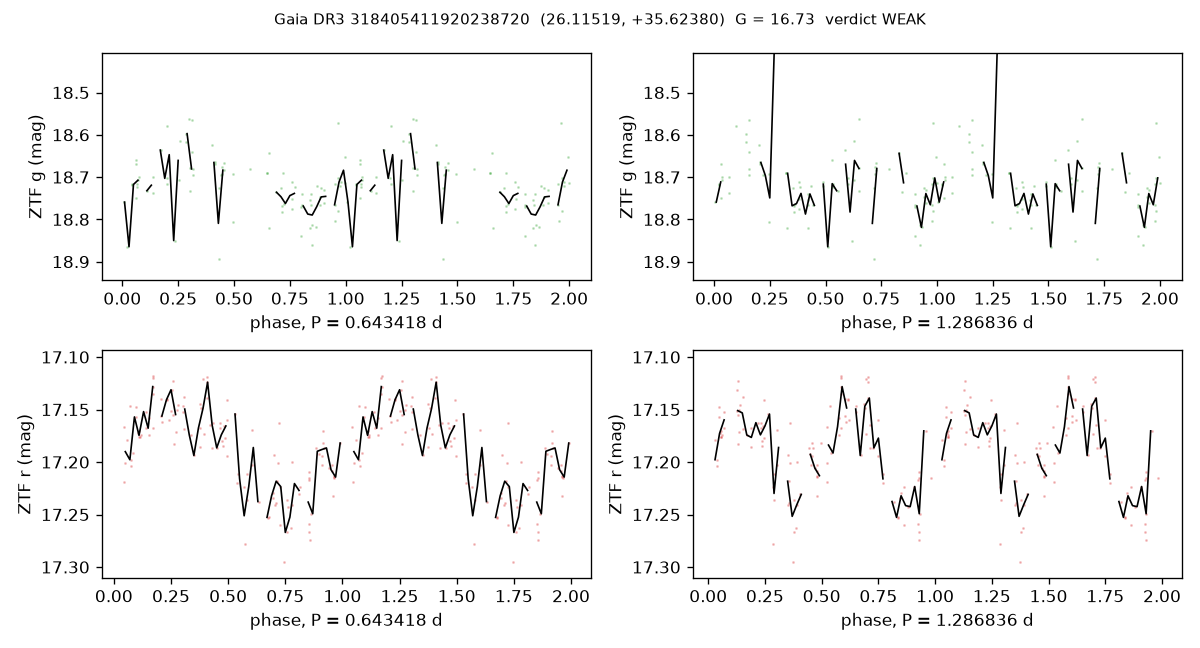 Gaia DR3 318405411920238720 (26.11519, +35.62380) G = 16.73 verdict WEAK
ZTF g (mag)
18.5
18.6
18.7
18.8
18.9
0.00 0.25 0.50 0.75 1.00 1.25 1.50 1.75 2.00
phase, P = 0.643418 d
ZTF g (mag)
18.5
18.6
18.7
18.8
18.9
0.00 0.25 0.50 0.75 1.00 1.25 1.50 1.75 2.00
phase, P = 1.286836 d
ZTF r (mag)
17.10
17.15
17.20
17.25
17.30
0.00 0.25 0.50 0.75 1.00 1.25 1.50 1.75 2.00
phase, P = 0.643418 d
ZTF r (mag)
17.10
17.15
17.20
17.25
17.30
0.00 0.25 0.50 0.75 1.00 1.25 1.50 1.75 2.00
phase, P = 1.286836 d